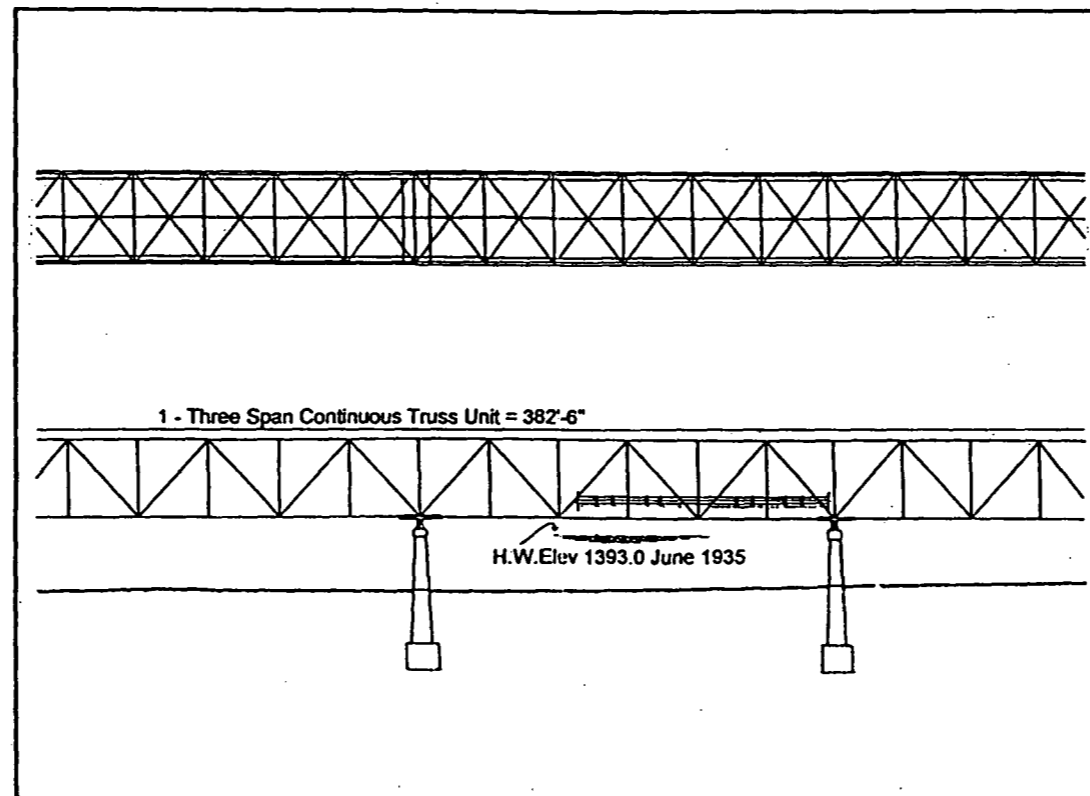 1 - Three Span Continuous Truss Unit = 382'-6"
H.W.Elev 1393.0 June 1935